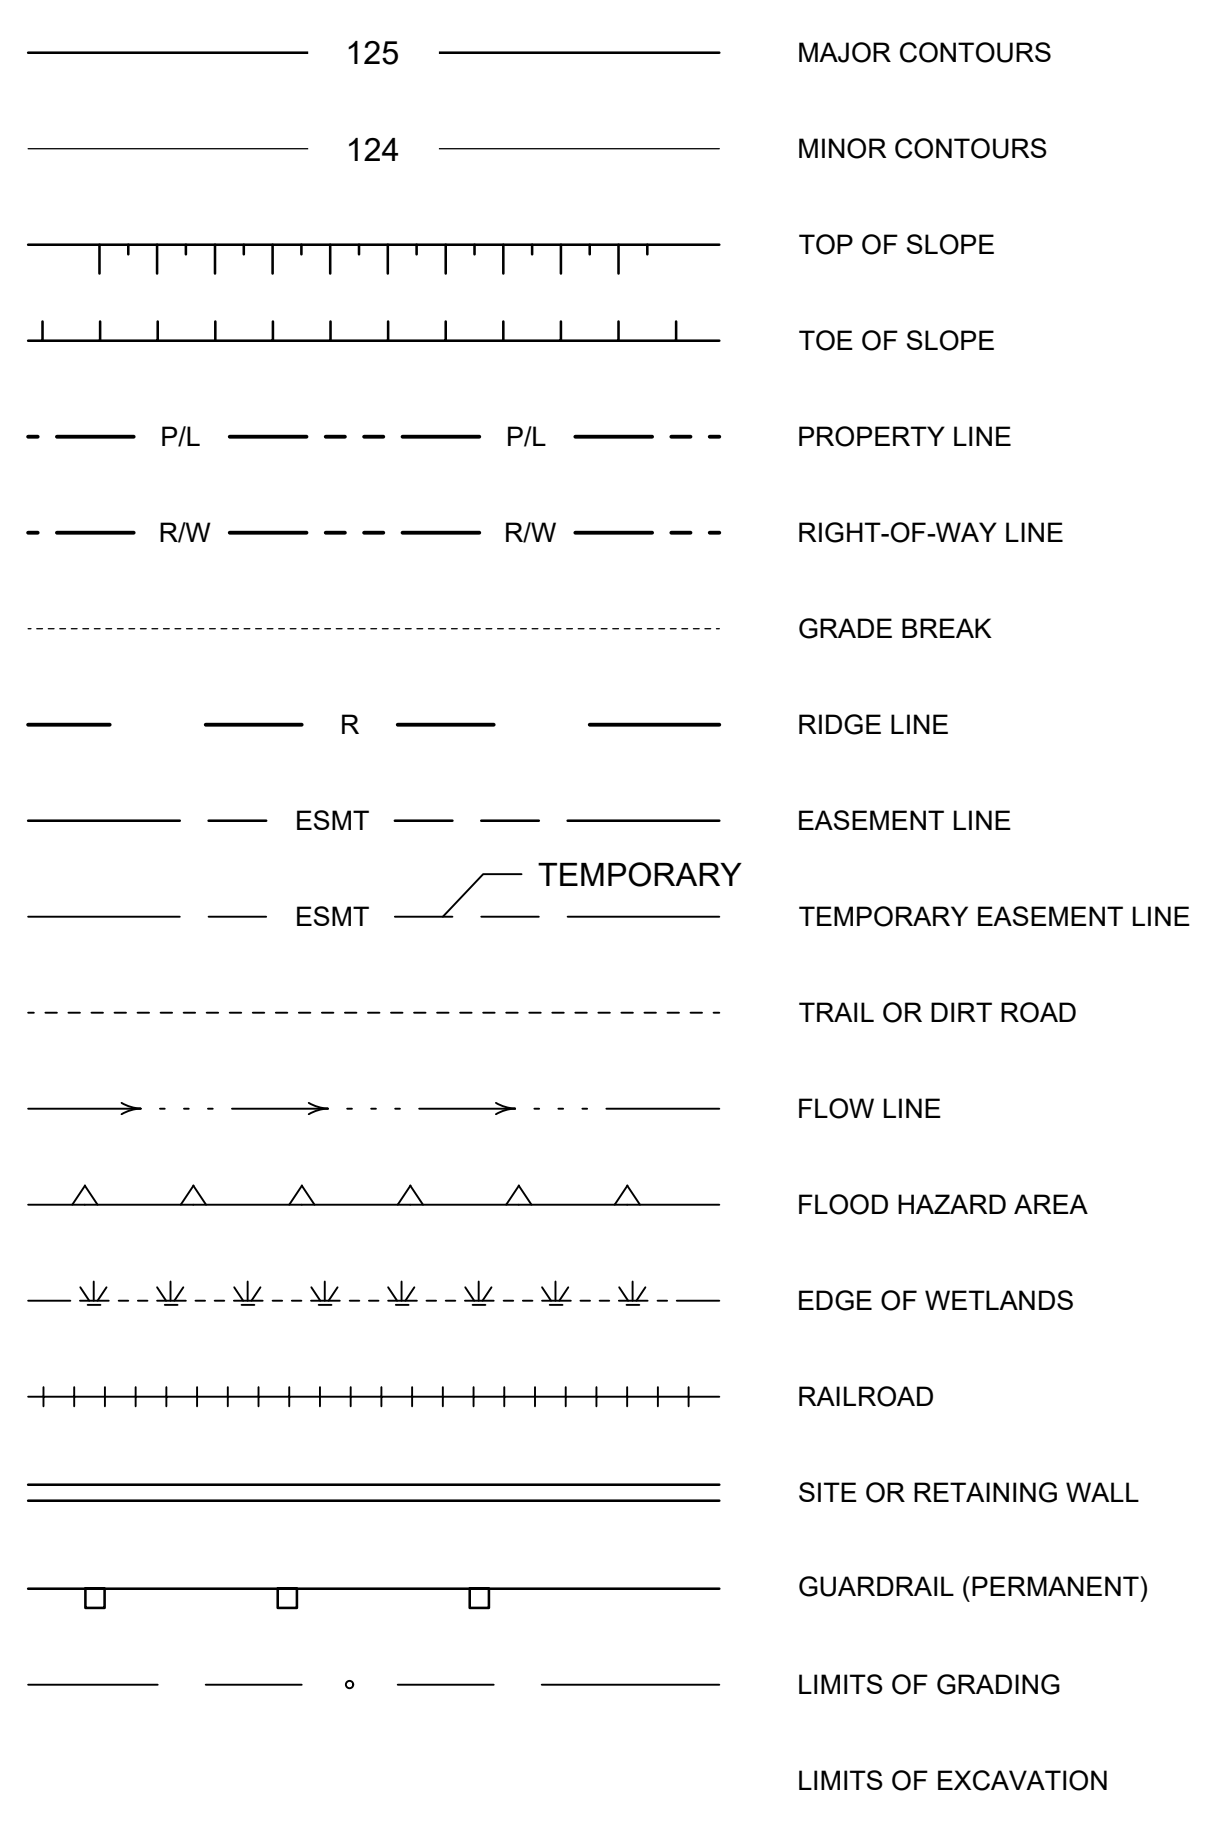 125 MAJOR CONTOURS
124 MINOR CONTOURS
TOP OF SLOPE
TOE OF SLOPE
P/L P/L PROPERTY LINE
R/W R/W RIGHT-OF-WAY LINE
GRADE BREAK
R RIDGE LINE
ESMT EASEMENT LINE
TEMPORARY
ESMT TEMPORARY EASEMENT LINE
TRAIL OR DIRT ROAD
FLOW LINE
FLOOD HAZARD AREA
EDGE OF WETLANDS
RAILROAD
SITE OR RETAINING WALL
GUARDRAIL (PERMANENT)
LIMITS OF GRADING
LIMITS OF EXCAVATION